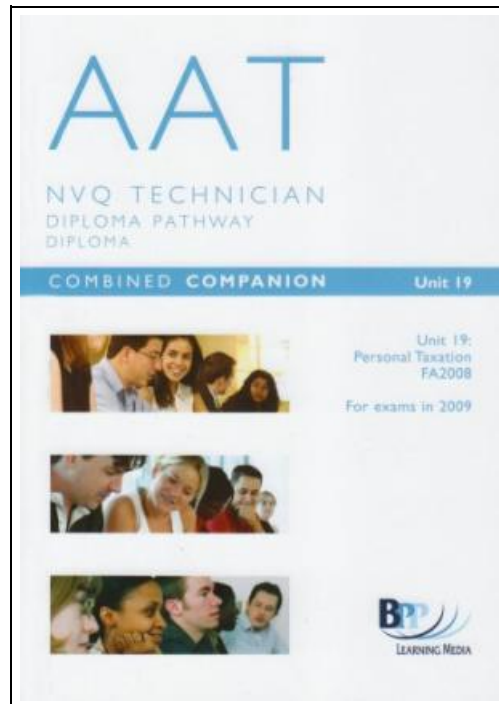 AAT
NVQ TECHNICIAN
DIPLOMA PATHWAY
DIPLOMA
COMBINED COMPANION Unit 19
Unit 19:
Personal Taxation
FA2008
For exams in 2009
BPP
LEARNING MEDIA